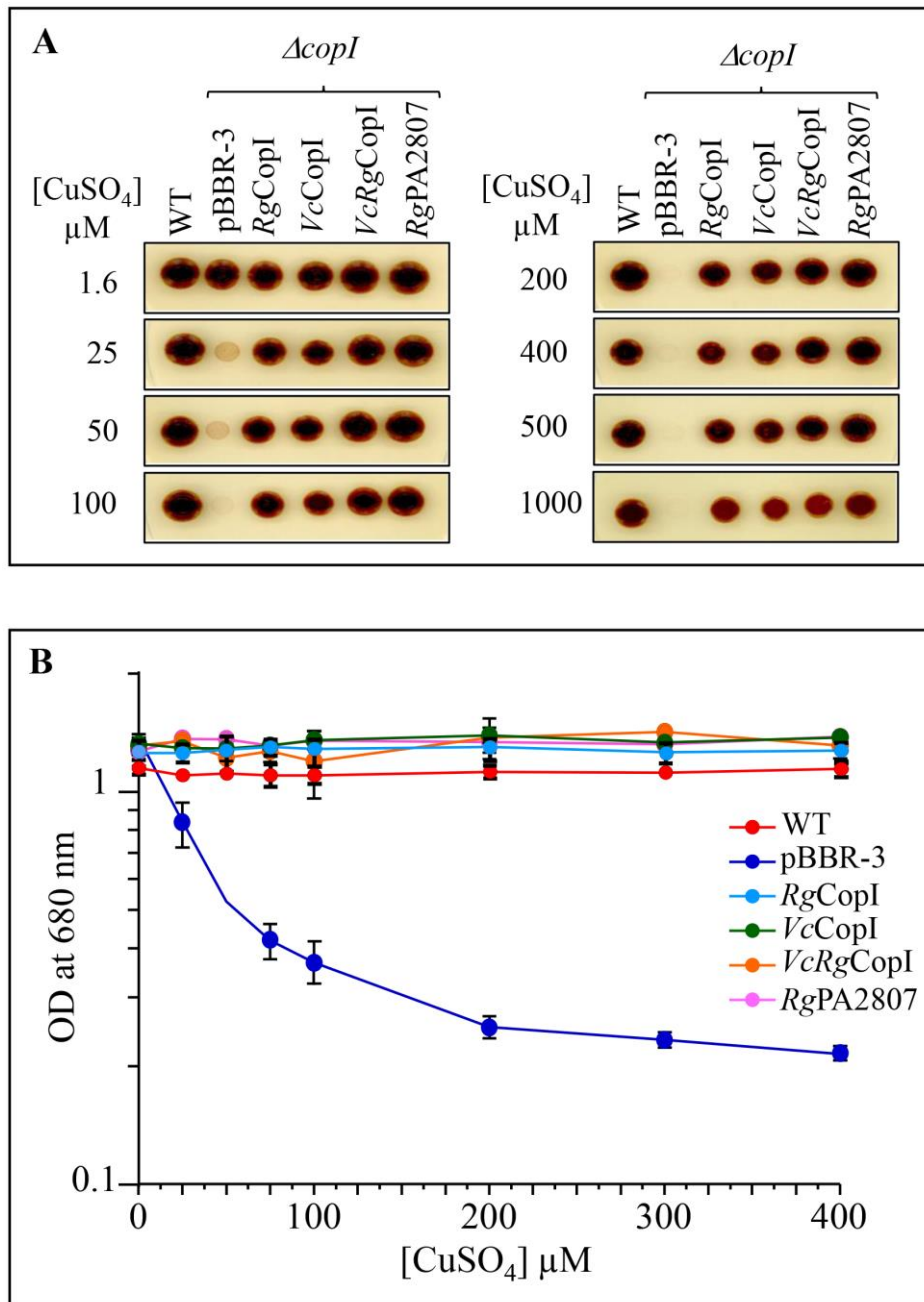 A
ΔcopI
[CuSO4]
µM
WT
pBBR-3
RgCopI
VcCopI
VcRgCopI
RgPA2807
1.6
25
50
100
ΔcopI
[CuSO4]
µM
WT
pBBR-3
RgCopI
VcCopI
VcRgCopI
RgPA2807
200
400
500
1000
B
OD at 680 nm
1
0.1
WT
pBBR-3
RgCopI
VcCopI
VcRgCopI
RgPA2807
0 100 200 300 400
[CuSO4] µM